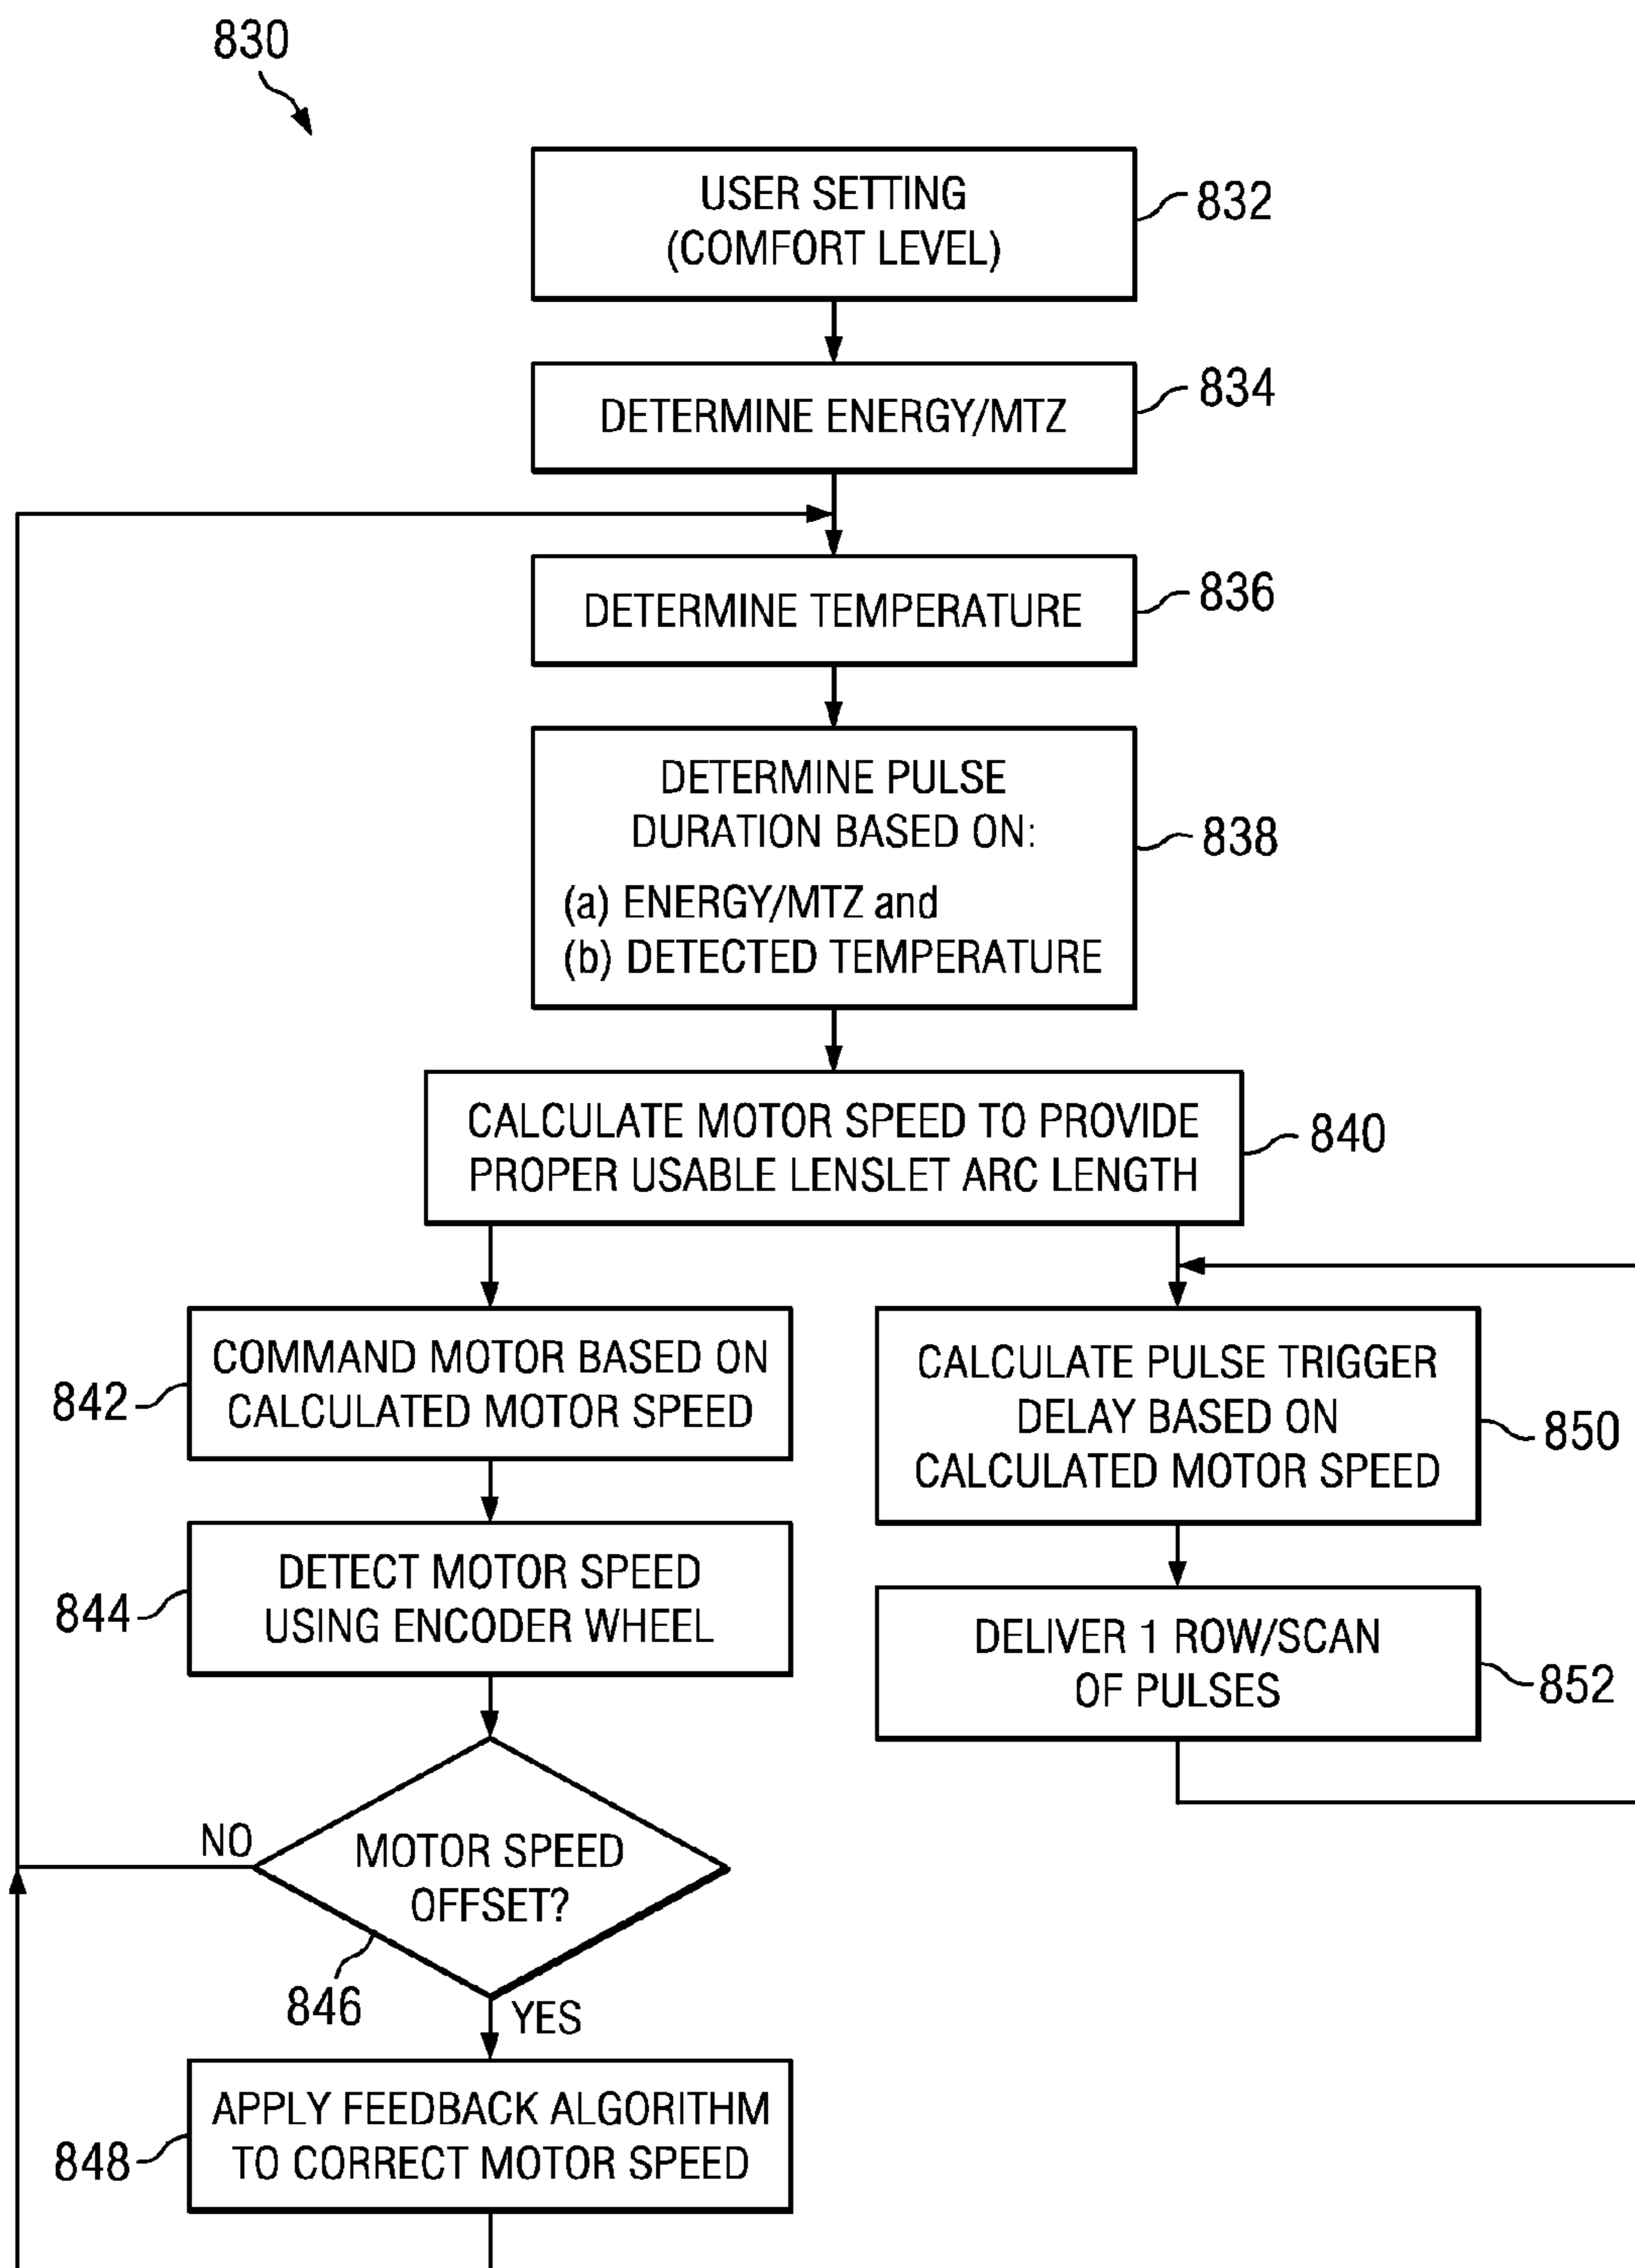 830
USER SETTING
(COMFORT LEVEL)
832
DETERMINE ENERGY/MTZ
834
DETERMINE TEMPERATURE
836
DETERMINE PULSE
DURATION BASED ON:
(a) ENERGY/MTZ and
(b) DETECTED TEMPERATURE
838
CALCULATE MOTOR SPEED TO PROVIDE
PROPER USABLE LENSLET ARC LENGTH
840
COMMAND MOTOR BASED ON
CALCULATED MOTOR SPEED
842
CALCULATE PULSE TRIGGER
DELAY BASED ON
CALCULATED MOTOR SPEED
850
DETECT MOTOR SPEED
USING ENCODER WHEEL
844
DELIVER 1 ROW/SCAN
OF PULSES
852
NO
MOTOR SPEED
OFFSET?
846
YES
APPLY FEEDBACK ALGORITHM
TO CORRECT MOTOR SPEED
848